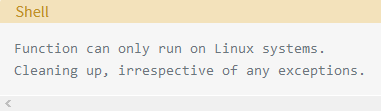 Shell
Function can only run on Linux systems.
Cleaning up, irrespective of any exceptions.